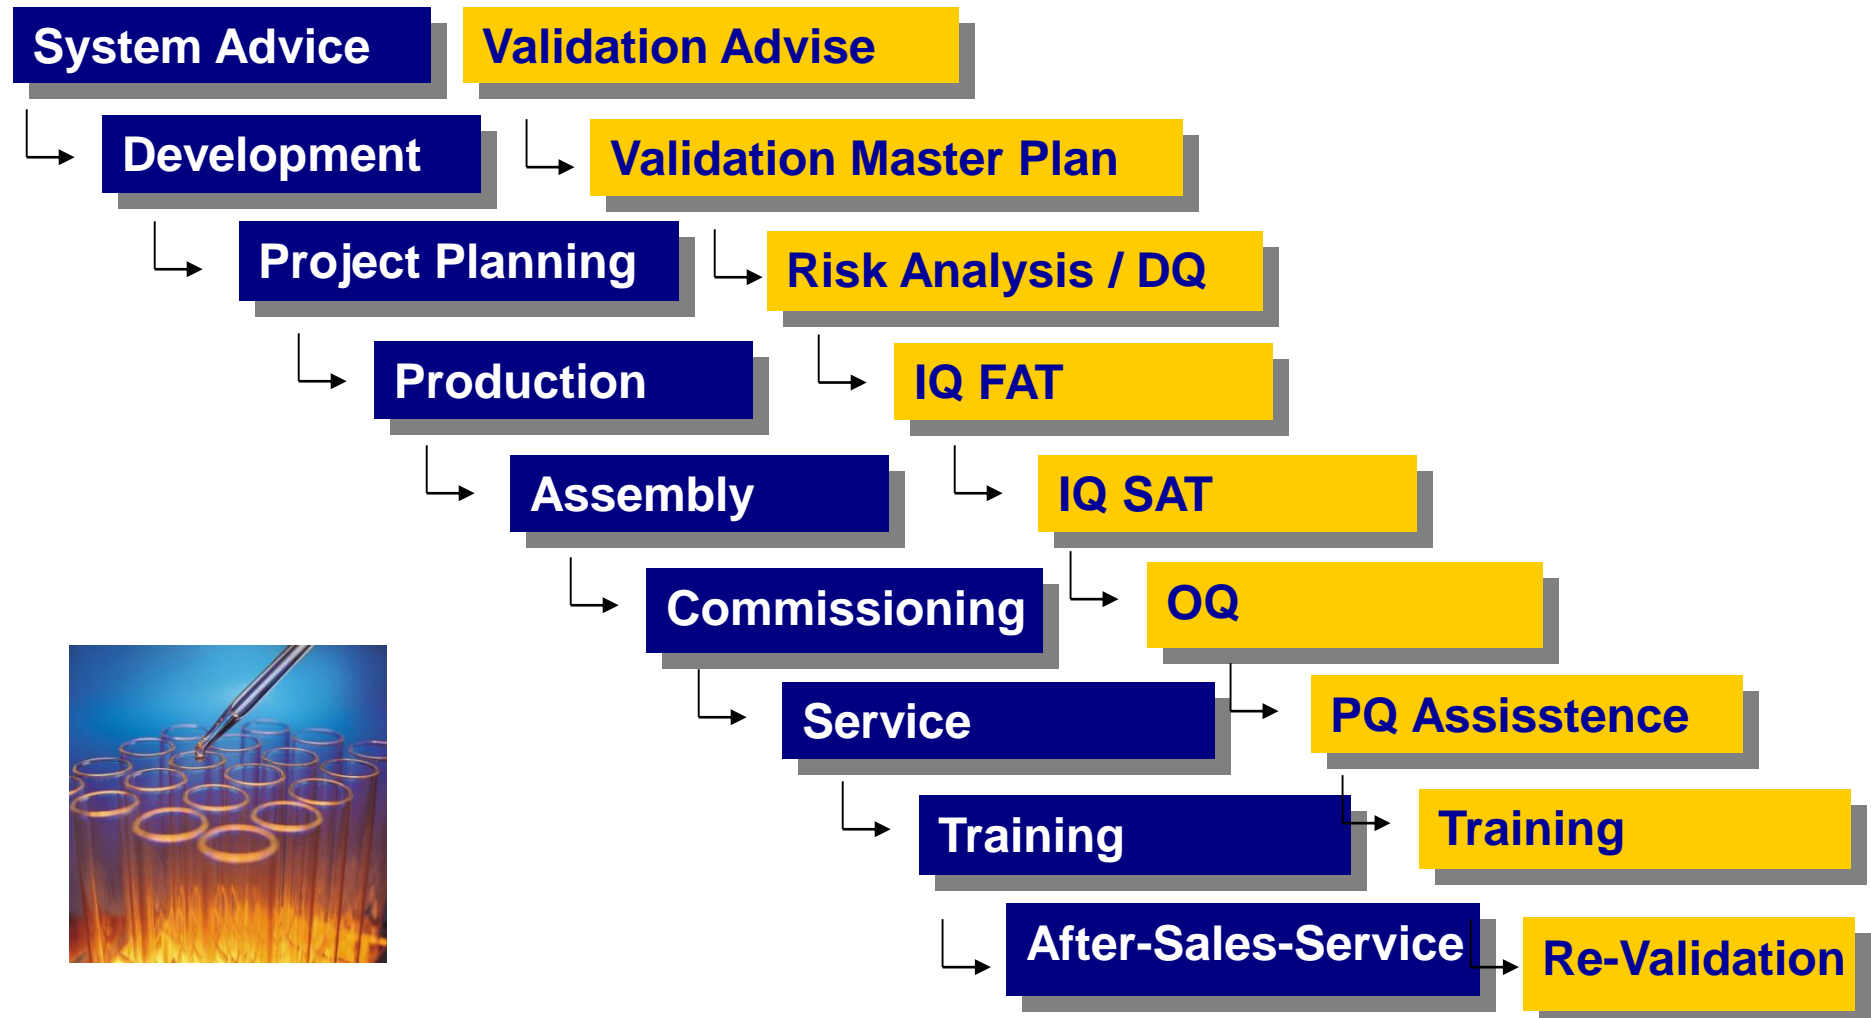 System Advice
Validation Advise
Development
Validation Master Plan
Project Planning
Risk Analysis / DQ
Production
IQ FAT
Assembly
IQ SAT
Commissioning
OQ
Service
PQ Assisstence
Training
Training
After-Sales-Service
Re-Validation